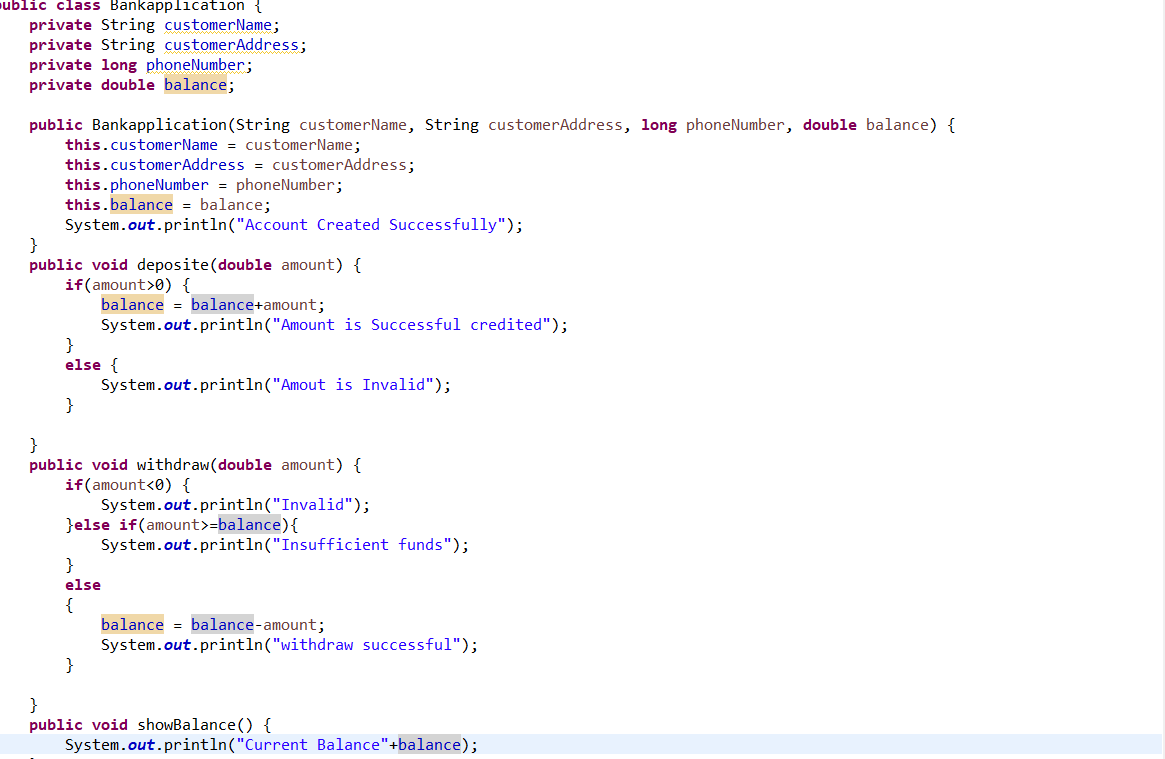 public class Bankapplication {
private String customerName;
private String customerAddress;
private long phoneNumber;
private double balance;
public Bankapplication(String customerName, String customerAddress, long phoneNumber, double balance) {
this.customerName = customerName;
this.customerAddress = customerAddress;
this.phoneNumber = phoneNumber;
this.balance = balance;
System.out.println("Account Created Successfully");
}
public void deposite(double amount) {
if(amount>0) {
balance = balance+amount;
System.out.println("Amount is Successful credited");
}
else {
System.out.println("Amout is Invalid");
}
}
public void withdraw(double amount) {
if(amount<0) {
System.out.println("Invalid");
}else if(amount>=balance){
System.out.println("Insufficient funds");
}
else
{
balance = balance-amount;
System.out.println("withdraw successful");
}
}
public void showBalance() {
System.out.println("Current Balance"+balance);